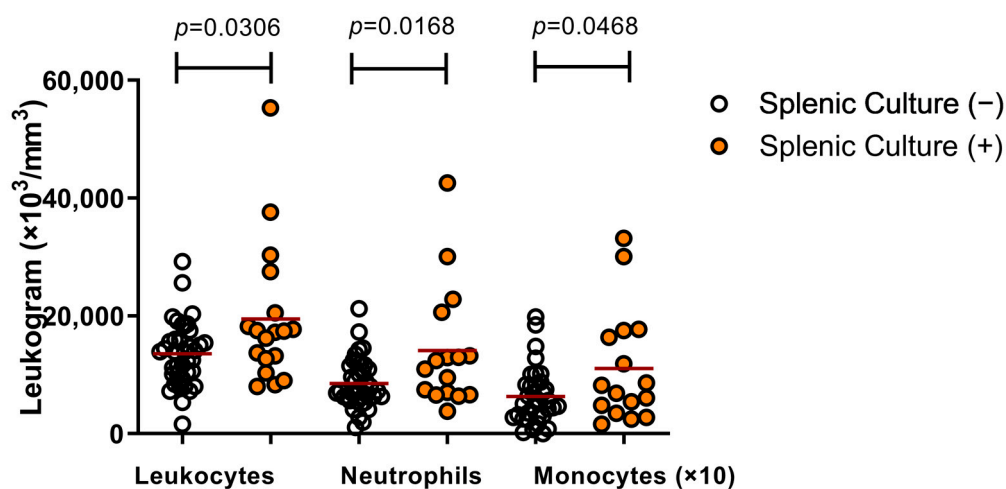 p=0.0306 p=0.0168 p=0.0468
Leukogram (×10³/mm³)
60,000
40,000
20,000
0
Leukocytes Neutrophils Monocytes (×10)
Splenic Culture (−)
Splenic Culture (+)